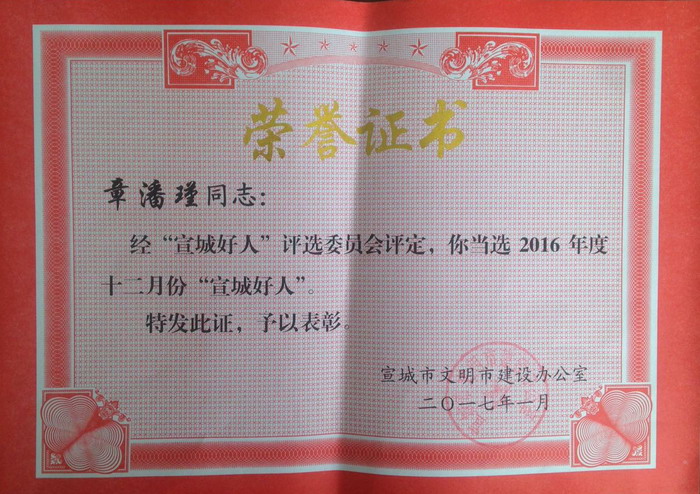 荣誉证书
章潘瑾同志：
经“宣城好人”评选委员会评定，你当选 2016 年度
十二月份“宣城好人”。
特发此证，予以表彰。
宣城市文明市建设办公室
二〇一七年一月